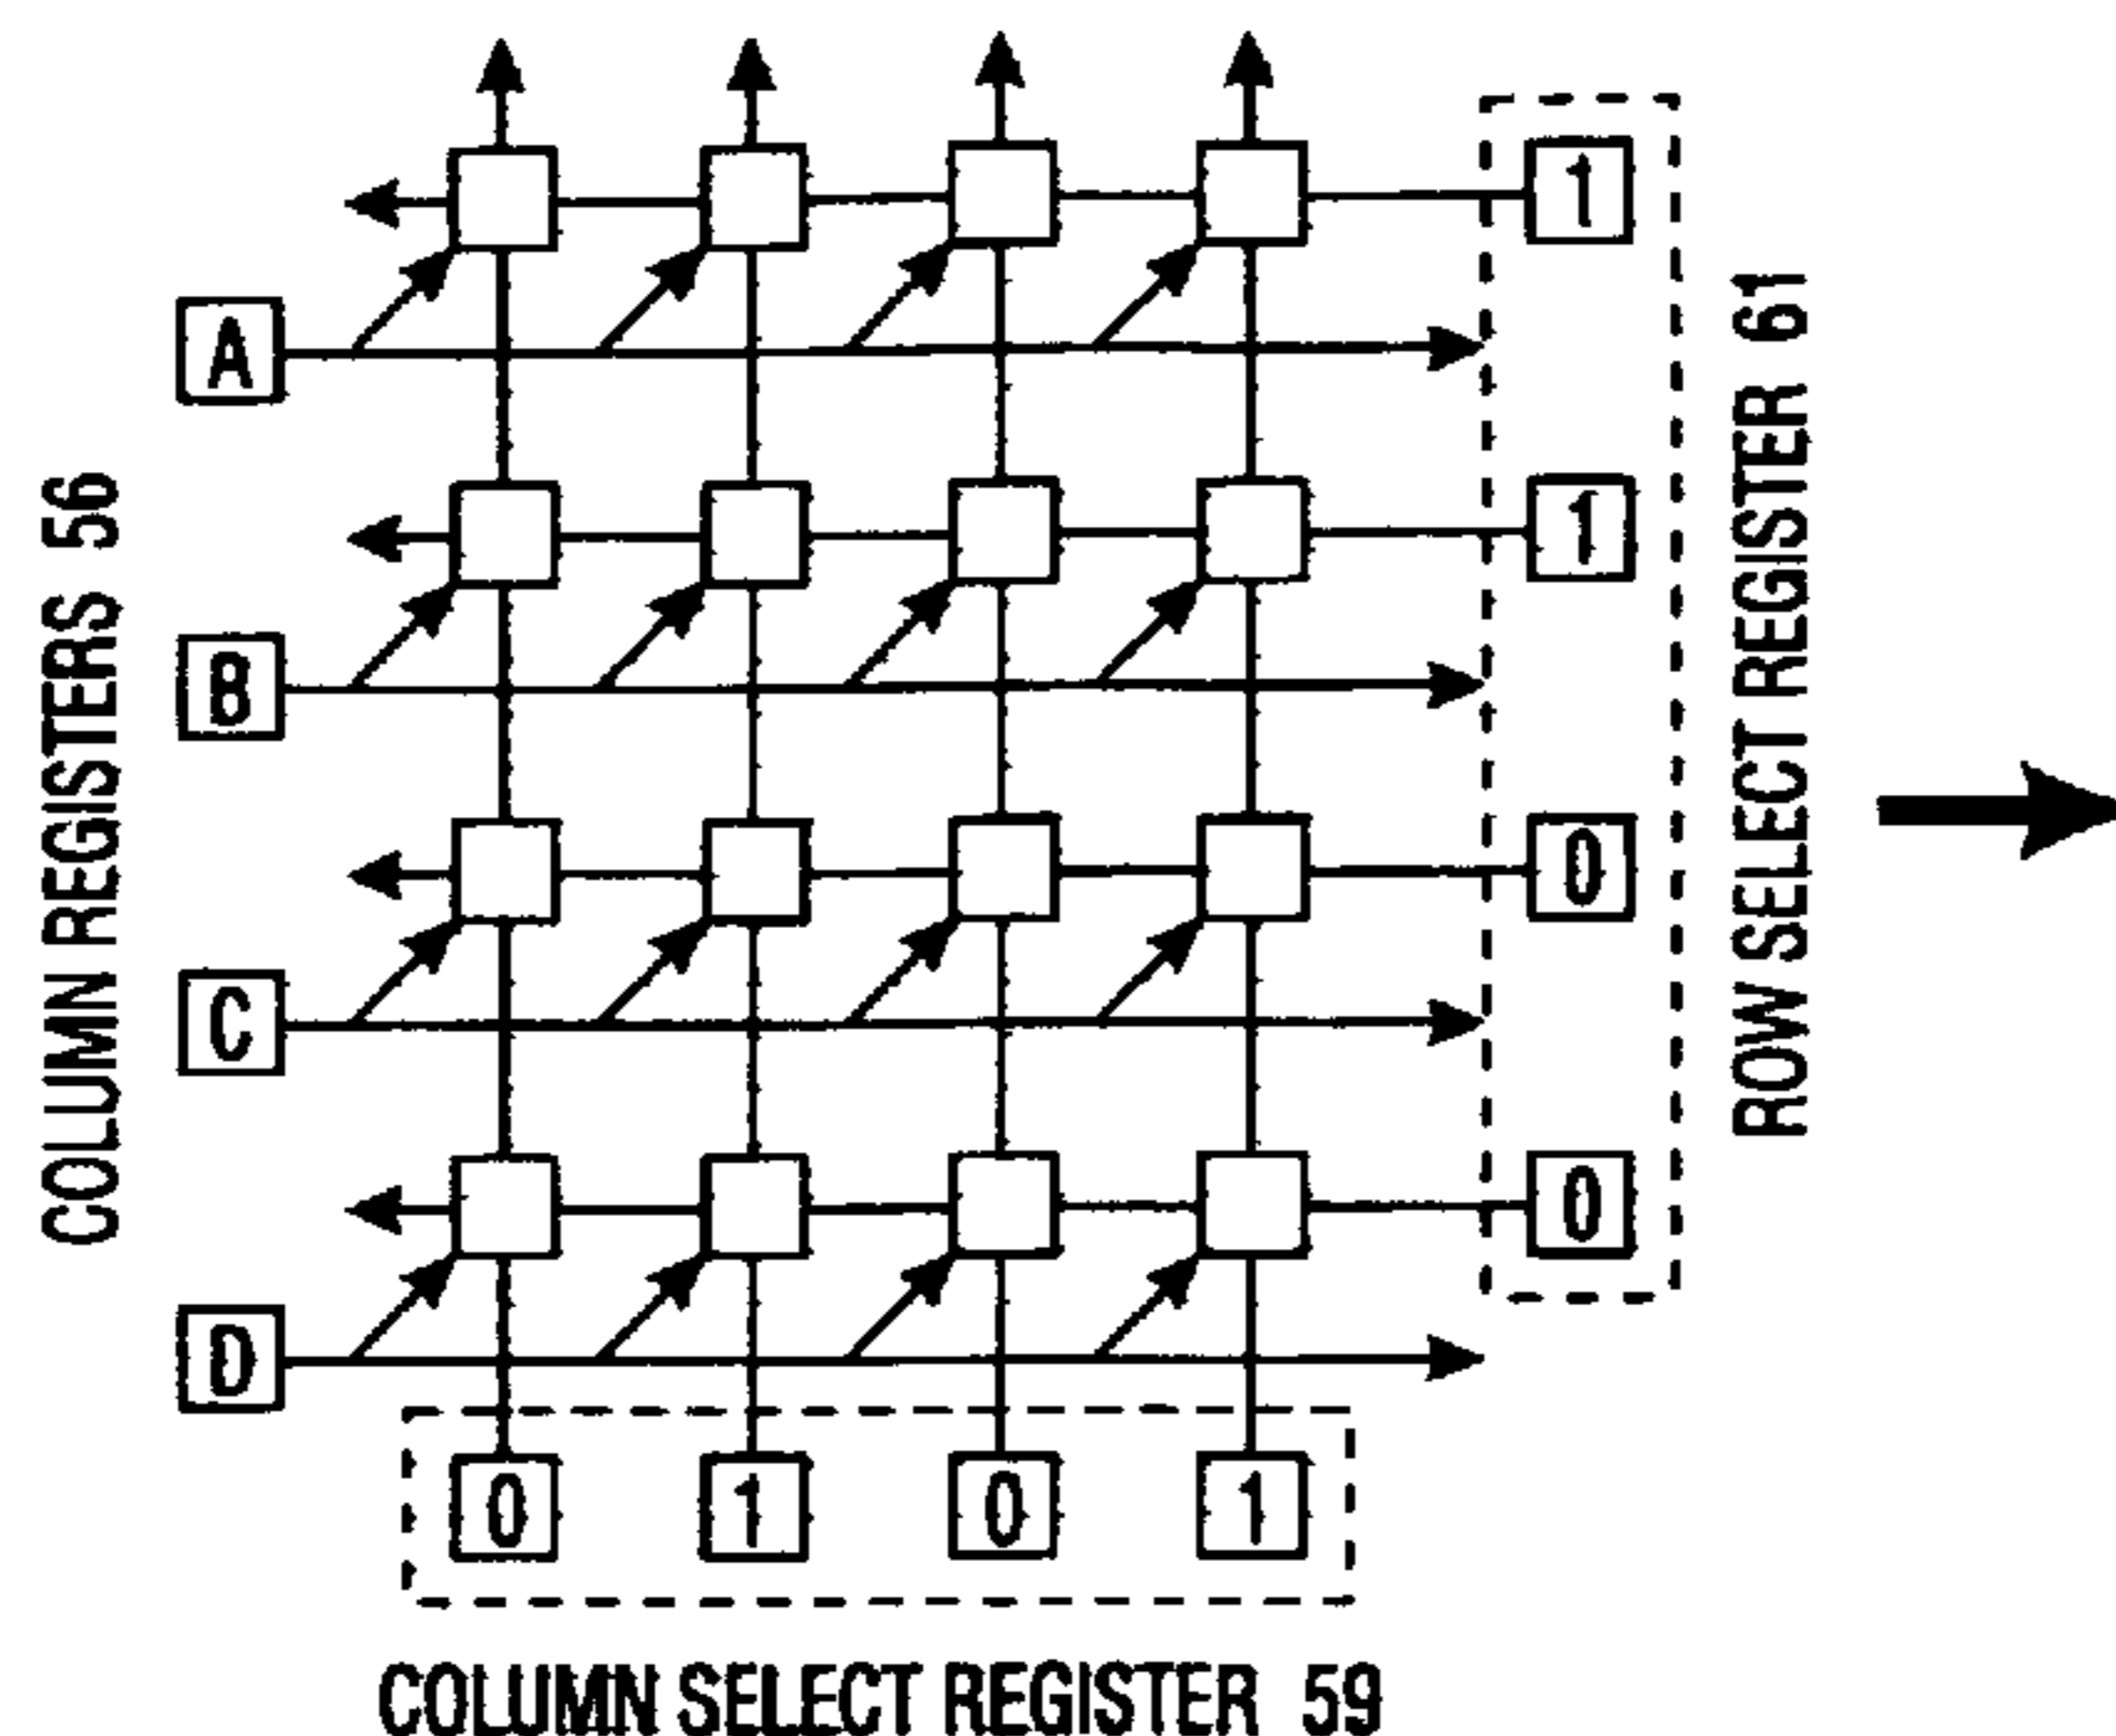 COLUMN REGISTERS 56
A
B
C
D
1
1
0
0
ROW SELECT REGISTER 61
0 1 0 1
COLUMN SELECT REGISTER 59